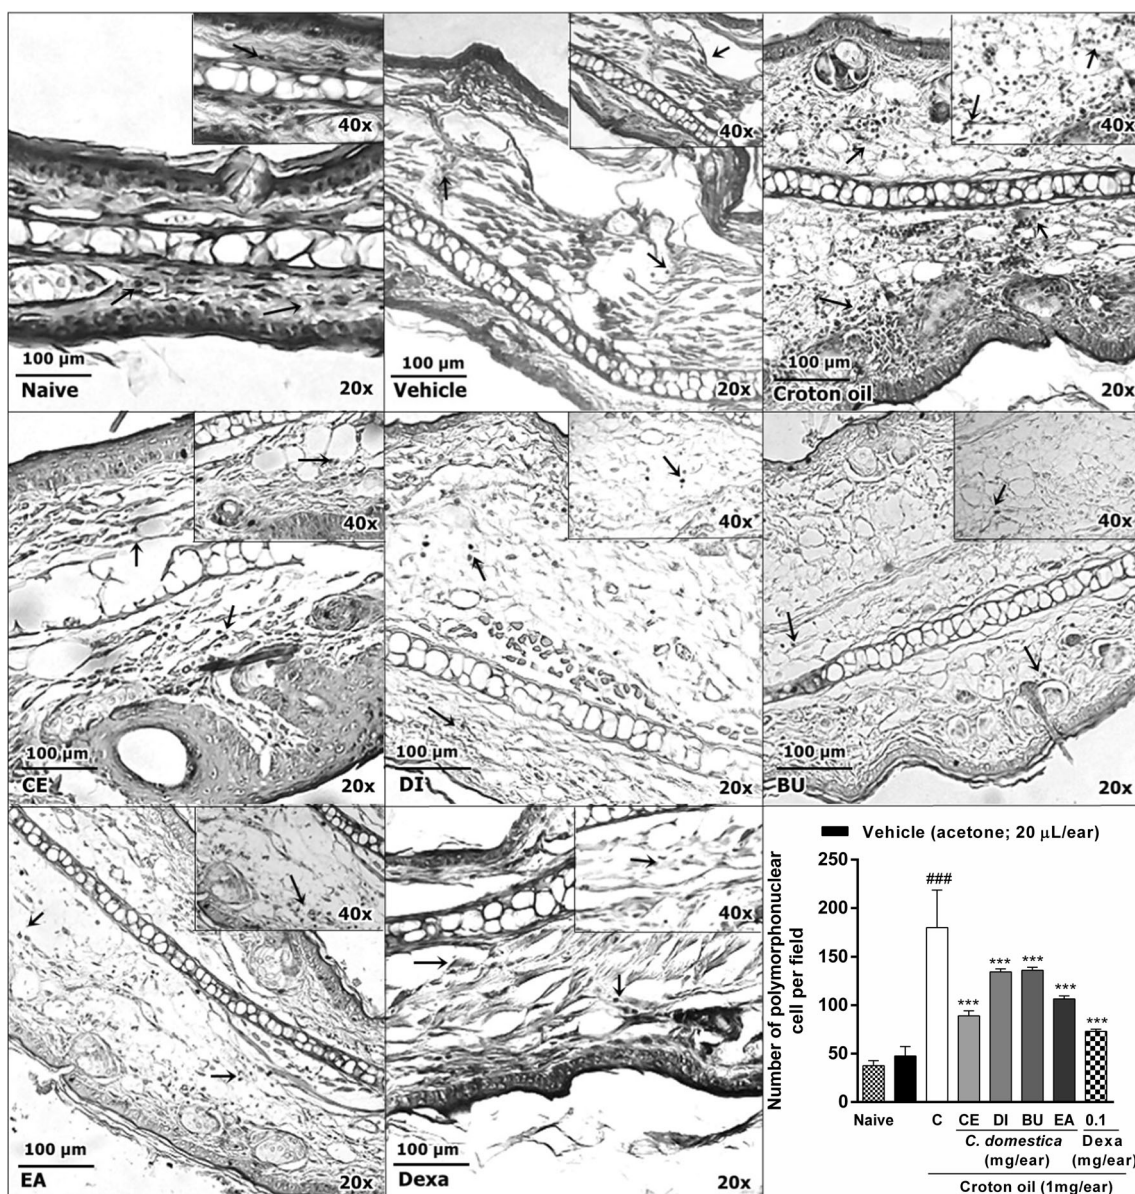 40x
100 µm
Naive
20x
40x
100 µm
Vehicle
20x
40x
100 µm
Croton oil
20x
40x
100 µm
CE
20x
40x
100 µm
DI
20x
40x
100 µm
BU
20x
40x
100 µm
EA
20x
40x
100 µm
Dexa
20x
Vehicle (acetone; 20 µL/ear)
Number of polymorphonuclear
cell per field
250
200
150
100
50
0
###
***
***
***
***
***
Naive
C
CE
DI
BU
EA
0.1
C. domestica
(mg/ear)
Dexa
(mg/ear)
Croton oil (1mg/ear)